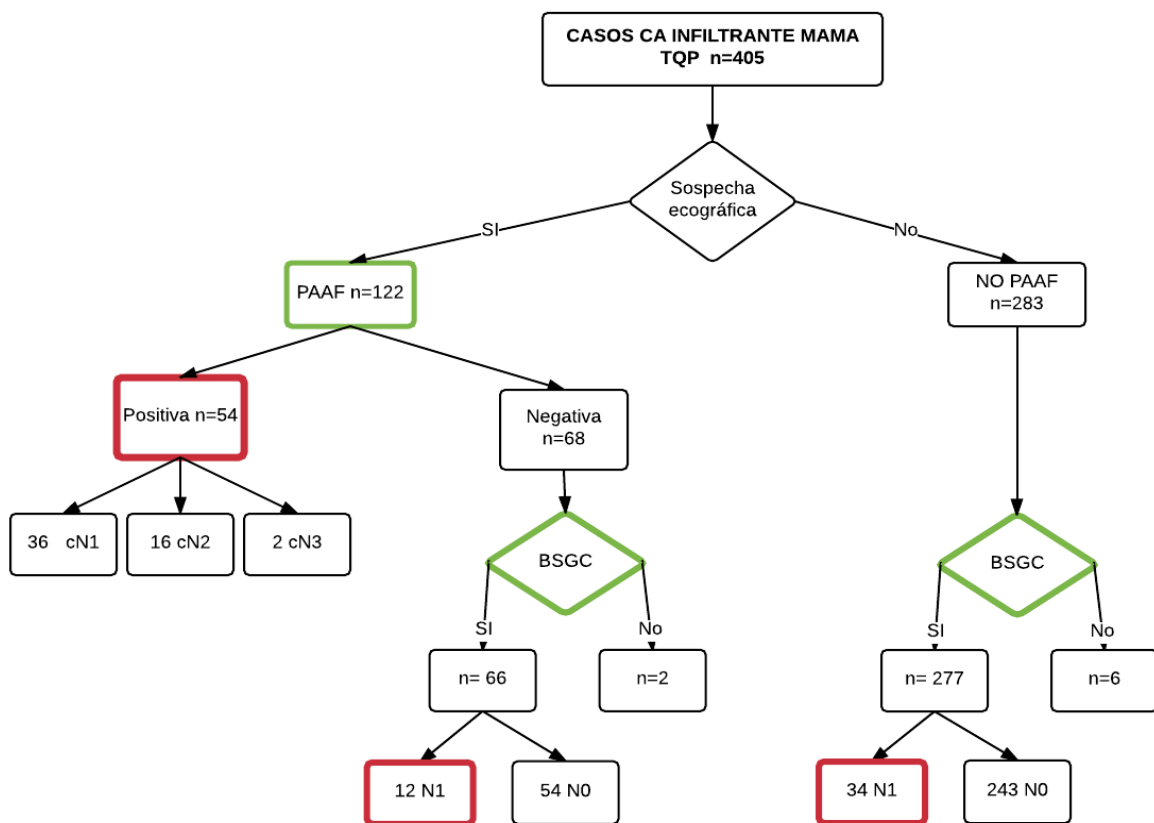 CASOS CA INFILTRANTE MAMA
TQP  n=405
Sospecha
ecográfica
SI
No
PAAF n=122
NO PAAF
n=283
Positiva n=54
Negativa
n=68
36   cN1
16 cN2
2 cN3
BSGC
BSGC
SI
No
SI
No
n= 66
n=2
n= 277
n=6
12 N1
54 N0
34 N1
243 N0